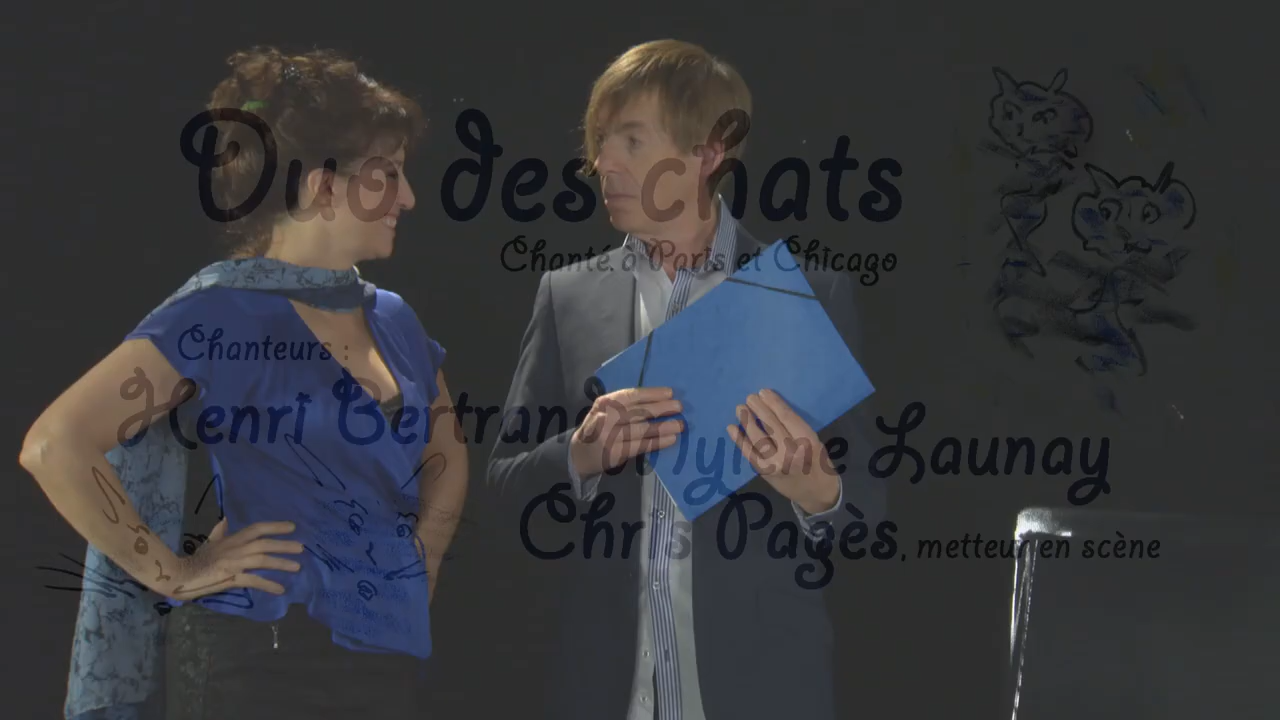 Duo des chats
Chanté à Paris et Chicago
Chanteurs :
Henri Bertrand
Mylène Launay
Chris Pagès, metteur en scène